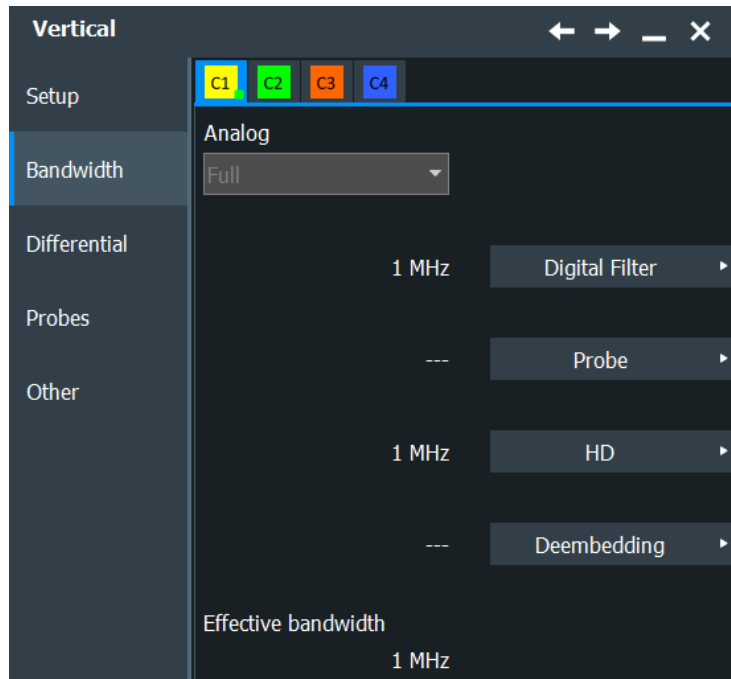 Vertical
Setup
Bandwidth
Differential
Probes
Other
C1 C2 C3 C4
Analog
Full
1 MHz Digital Filter
--- Probe
1 MHz HD
--- Deembedding
Effective bandwidth
1 MHz